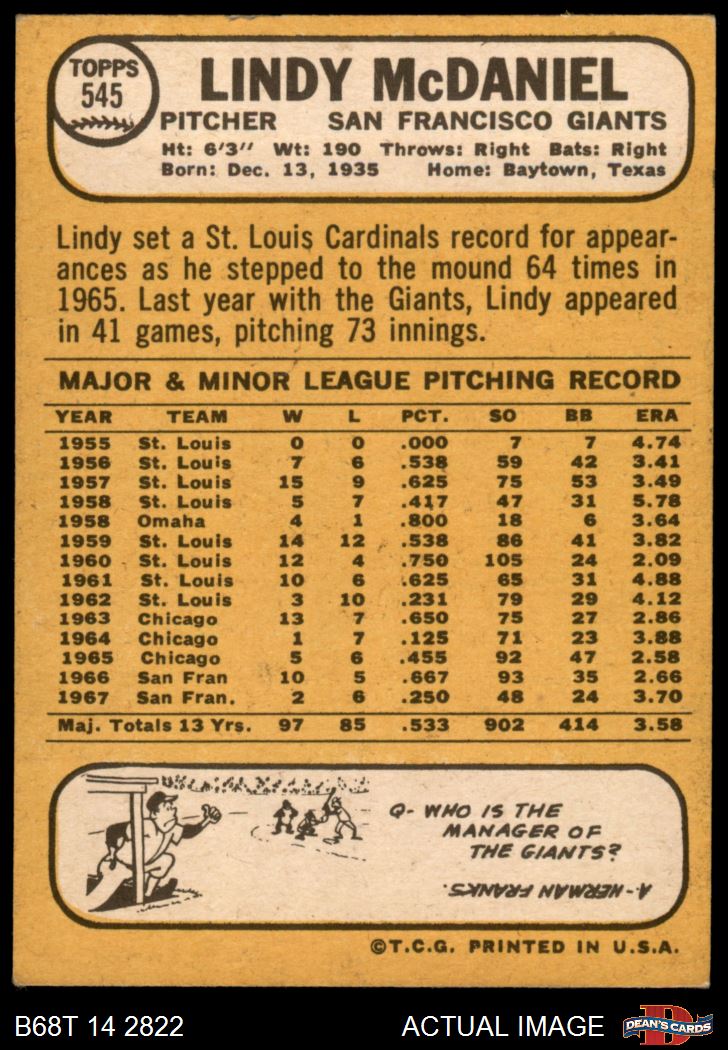 TOPPS
545
LINDY McDANIEL
PITCHER SAN FRANCISCO GIANTS
Ht: 6'3" Wt: 190 Throws: Right Bats: Right
Born: Dec. 13, 1935 Home: Baytown, Texas
Lindy set a St. Louis Cardinals record for appear-
ances as he stepped to the mound 64 times in
1965. Last year with the Giants, Lindy appeared
in 41 games, pitching 73 innings.
MAJOR & MINOR LEAGUE PITCHING RECORD
YEAR TEAM W L PCT. SO BB ERA
1955 St. Louis 0 0 .000 7 7 4.74
1956 St. Louis 7 6 .538 59 42 3.41
1957 St. Louis 15 9 .625 75 53 3.49
1958 St. Louis 5 7 .417 47 31 5.78
1958 Omaha 4 1 .800 18 6 3.64
1959 St. Louis 14 12 .538 86 41 3.82
1960 St. Louis 12 4 .750 105 24 2.09
1961 St. Louis 10 6 .625 65 31 4.88
1962 St. Louis 3 10 .231 79 29 4.12
1963 Chicago 13 7 .650 75 27 2.86
1964 Chicago 1 7 .125 71 23 3.88
1965 Chicago 5 6 .455 92 47 2.58
1966 San Fran 10 5 .667 93 35 2.66
1967 San Fran. 2 6 .250 48 24 3.70
Maj. Totals 13 Yrs. 97 85 .533 902 414 3.58
Q- WHO IS THE
MANAGER OF
THE GIANTS?
A- HERMAN FRANKS.
©T.C.G. PRINTED IN U.S.A.
B68T 14 2822 ACTUAL IMAGE
D
DEAN'S CARDS